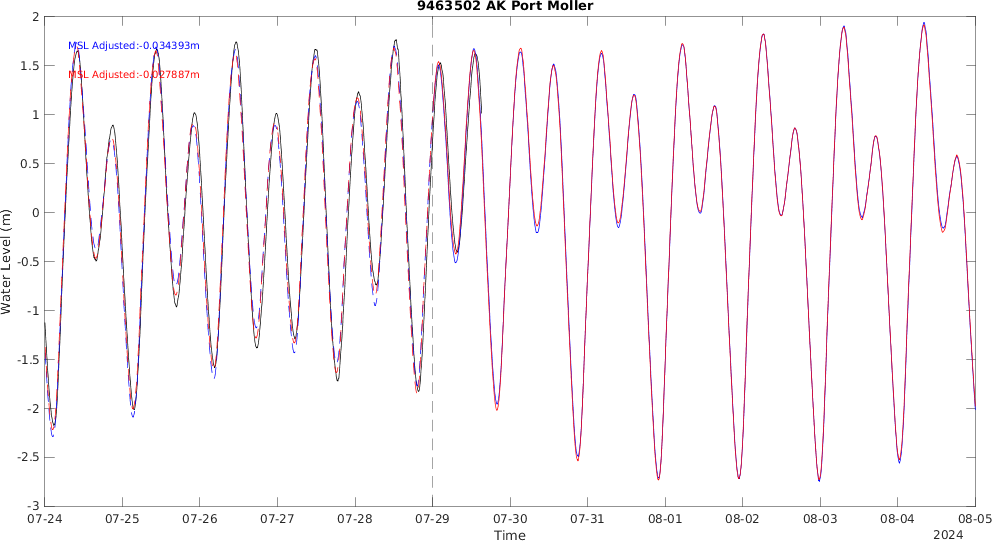 9463502 AK Port Moller
MSL Adjusted:-0.034393m
MSL Adjusted:-0.027887m
Water Level (m)
2
1.5
1
0.5
0
-0.5
-1
-1.5
-2
-2.5
-3
07-24 07-25 07-26 07-27 07-28 07-29 07-30 07-31 08-01 08-02 08-03 08-04 08-05
Time
2024